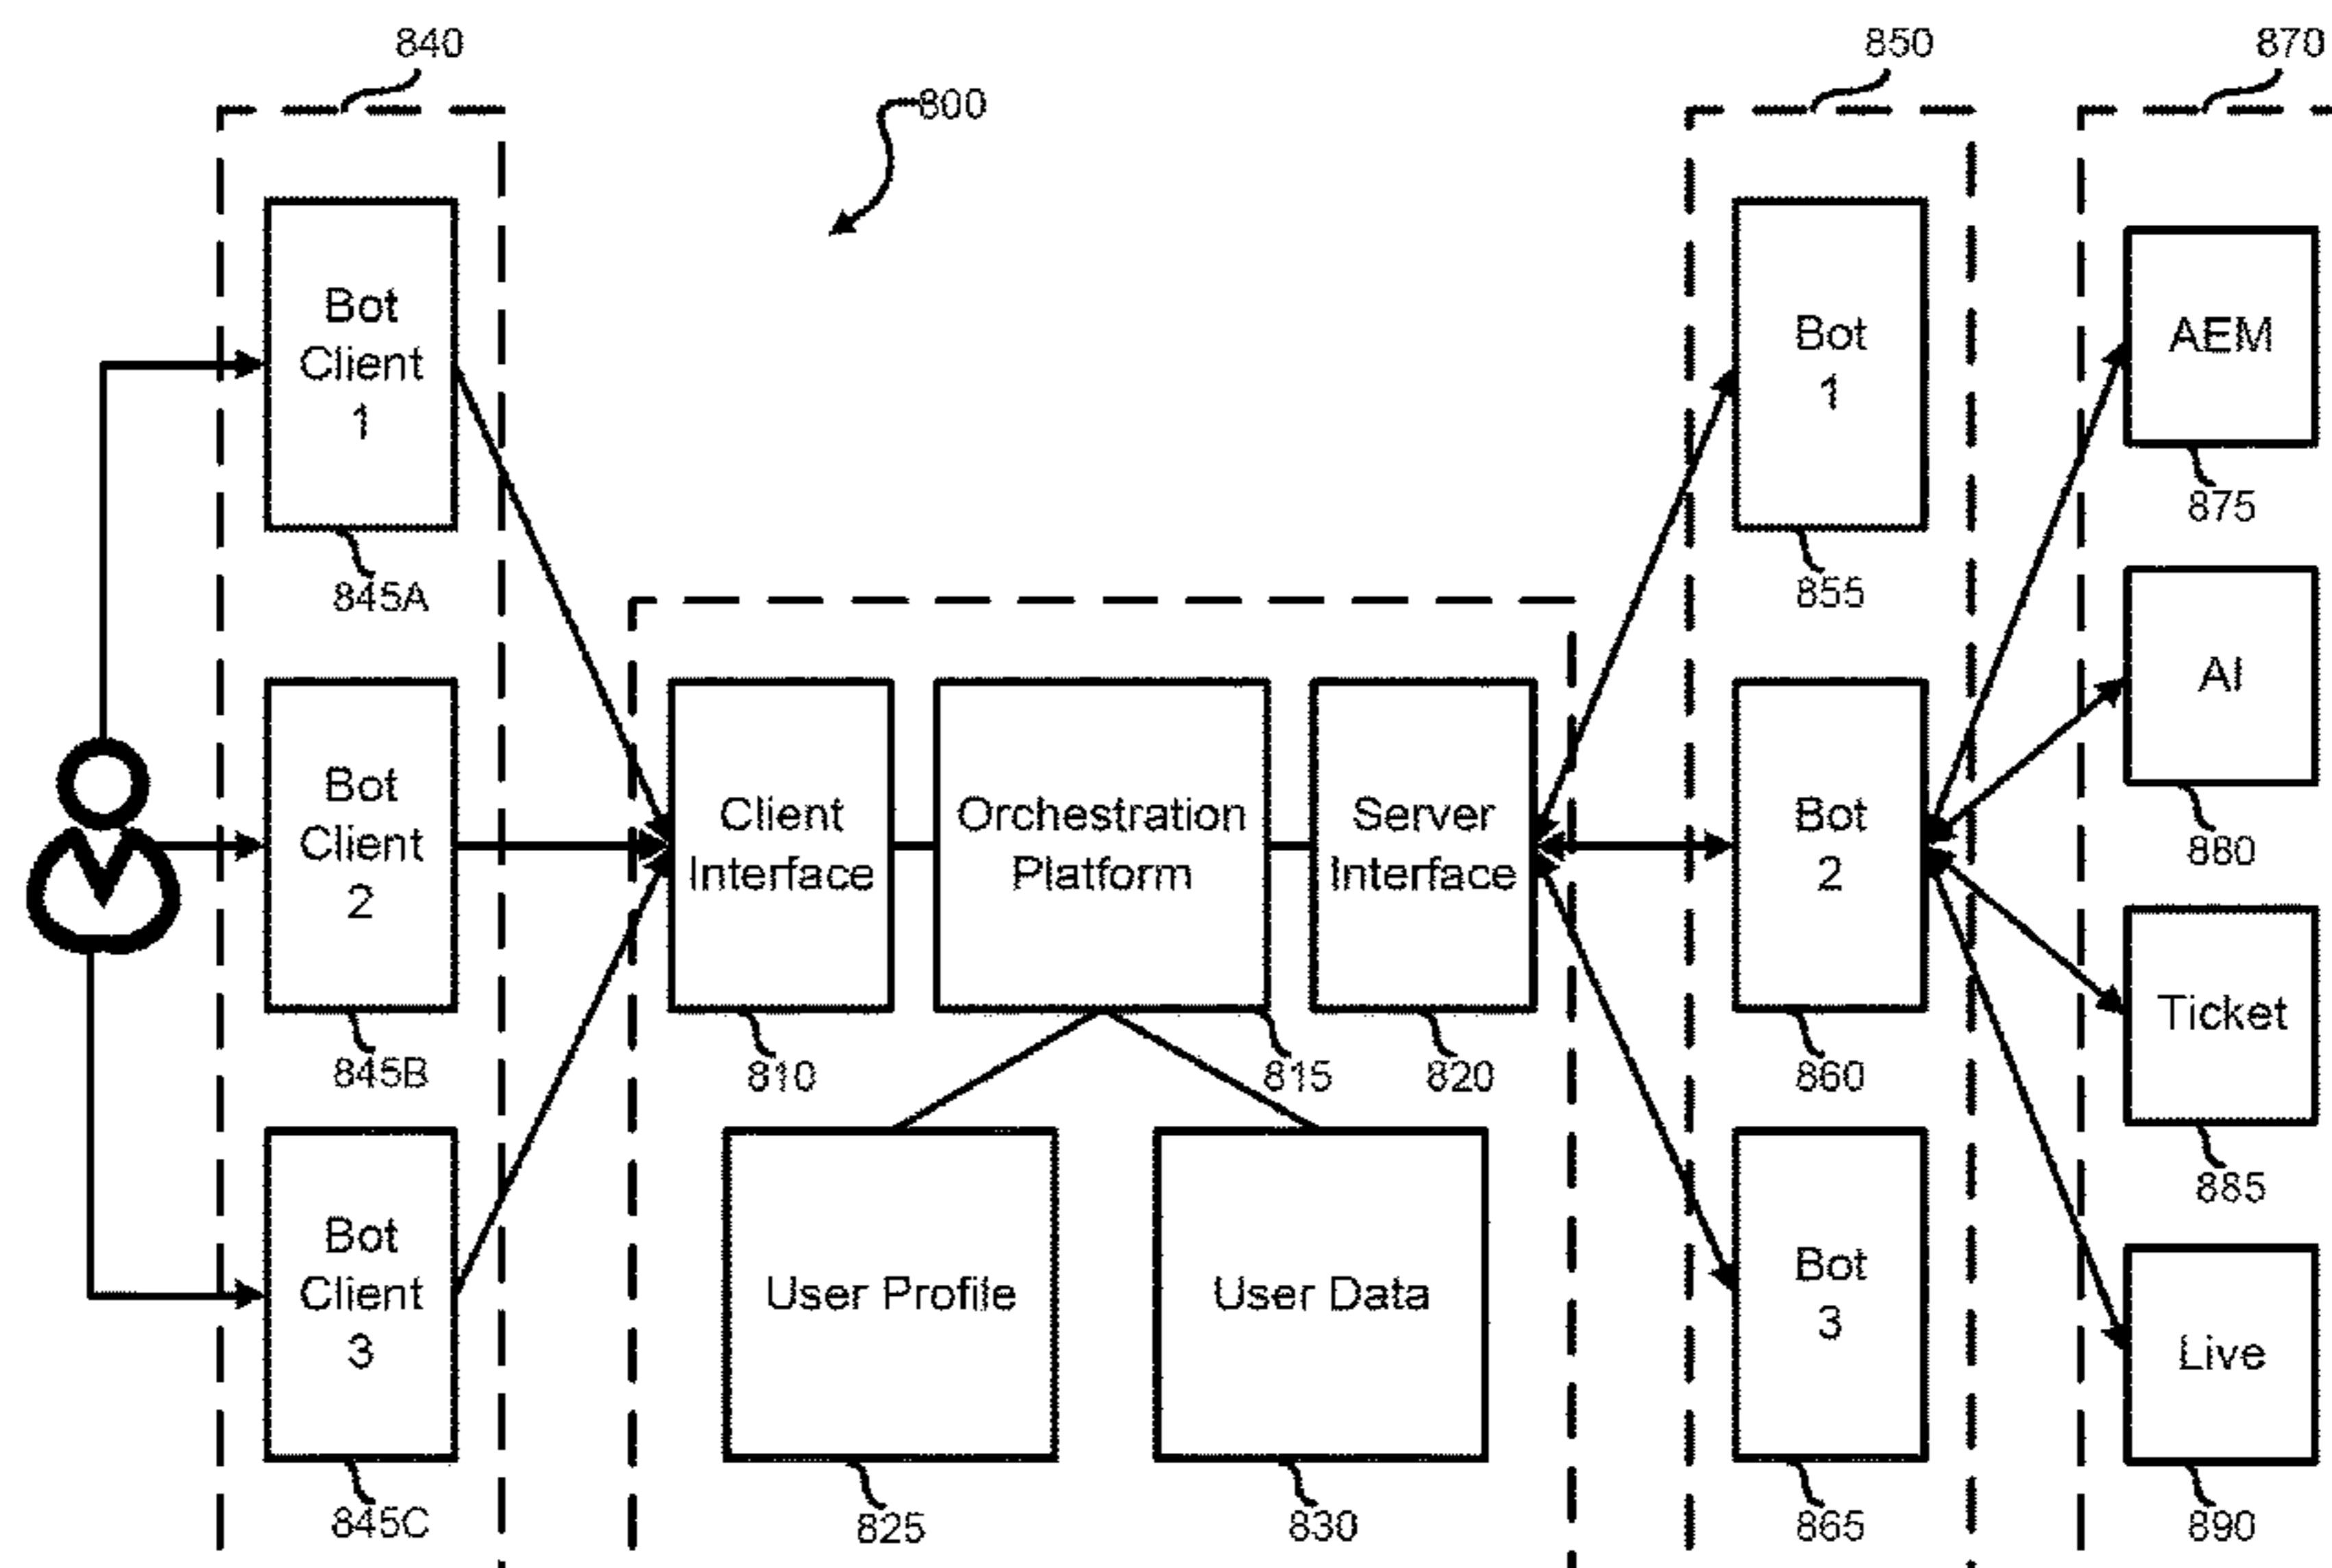 840
850
870
800
Bot
Client
1
845A
Bot
1
855
AEM
875
AI
880
Bot
Client
2
845B
Client
Interface
810
Orchestration
Platform
815
Server
Interface
820
Bot
2
860
Ticket
885
Bot
Client
3
845C
User Profile
825
User Data
830
Bot
3
865
Live
890